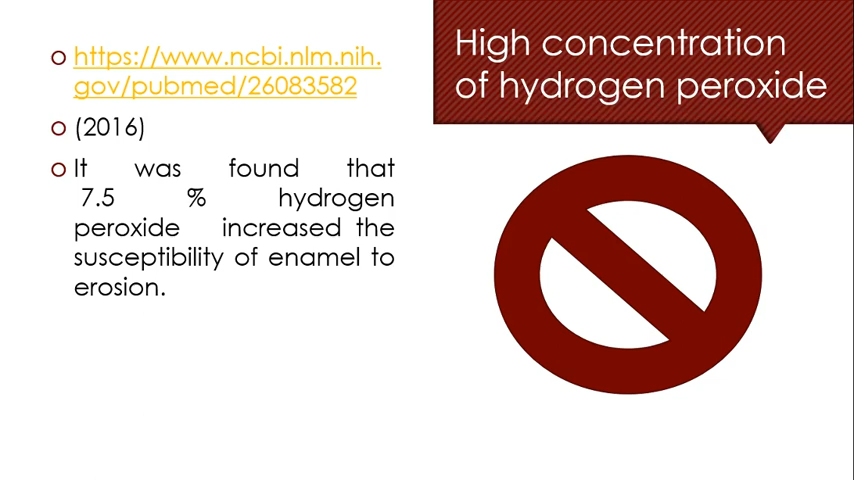 High concentration
of hydrogen peroxide
https://www.ncbi.nlm.nih.
gov/pubmed/26083582
(2016)
It was found that
7.5 % hydrogen
peroxide increased the
susceptibility of enamel to
erosion.